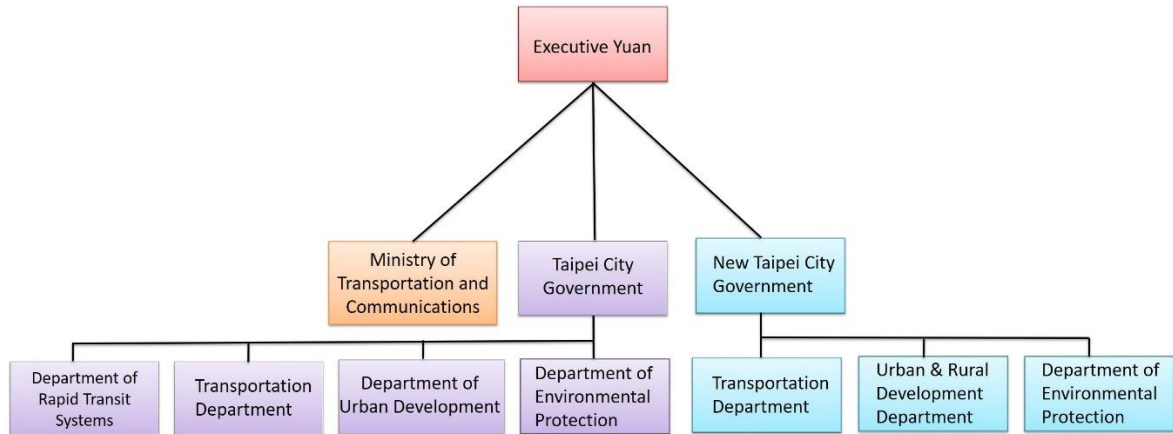 Executive Yuan
Ministry of
Transportation and
Communications
Taipei City
Government
New Taipei City
Government
Department of
Rapid Transit
Systems
Transportation
Department
Department of
Urban Development
Department of
Environmental
Protection
Transportation
Department
Urban & Rural
Development
Department
Department of
Environmental
Protection